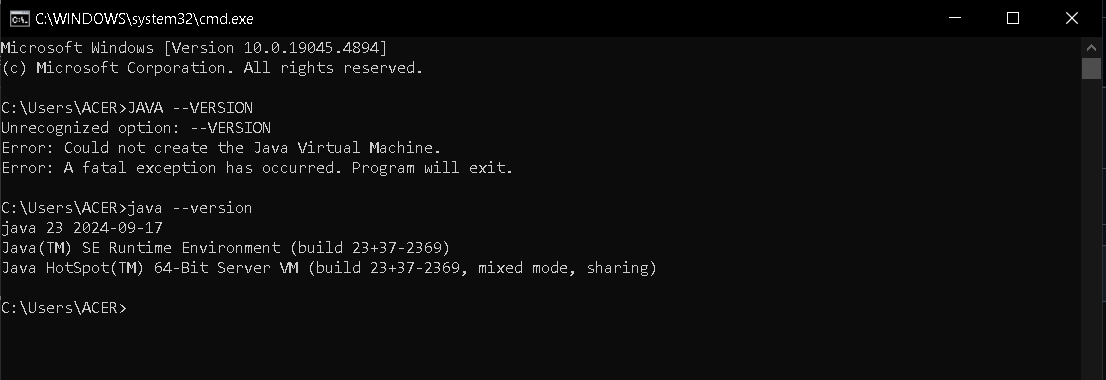 C:\WINDOWS\system32\cmd.exe
Microsoft Windows [Version 10.0.19045.4894]
(c) Microsoft Corporation. All rights reserved.
C:\Users\ACER>JAVA --VERSION
Unrecognized option: --VERSION
Error: Could not create the Java Virtual Machine.
Error: A fatal exception has occurred. Program will exit.
C:\Users\ACER>java --version
java 23 2024-09-17
Java(TM) SE Runtime Environment (build 23+37-2369)
Java HotSpot(TM) 64-Bit Server VM (build 23+37-2369, mixed mode, sharing)
C:\Users\ACER>